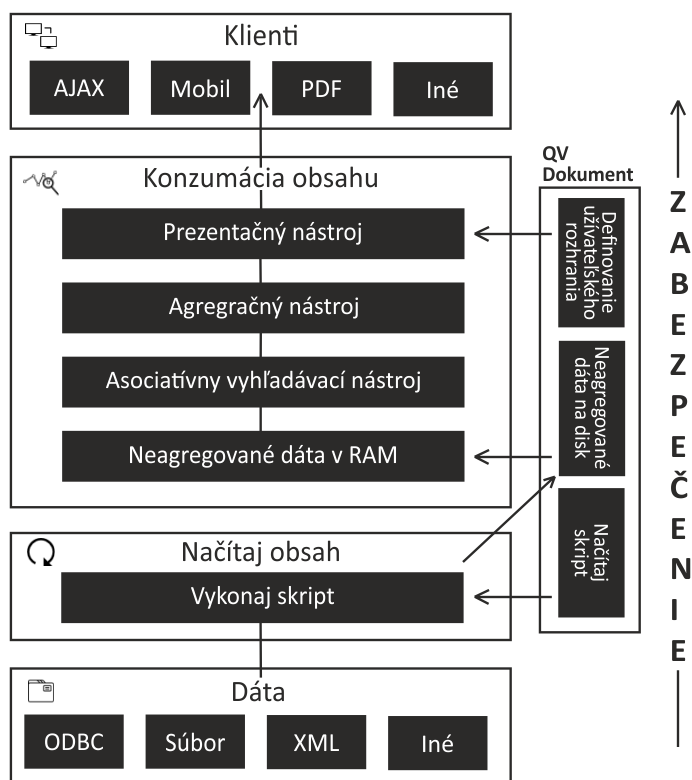 Klienti
AJAX
Mobil
PDF
Iné
Konzumácia obsahu
Prezentačný nástroj
Agregračný nástroj
Asociatívny vyhľadávací nástroj
Neagregované dáta v RAM
Načítaj obsah
Vykonaj skript
Dáta
ODBC
Súbor
XML
Iné
QV
Dokument
Definovanie
užívateľského
rozhrania
Neagregované
dáta na disk
Načítaj
skript
ZABEZPEČENIE